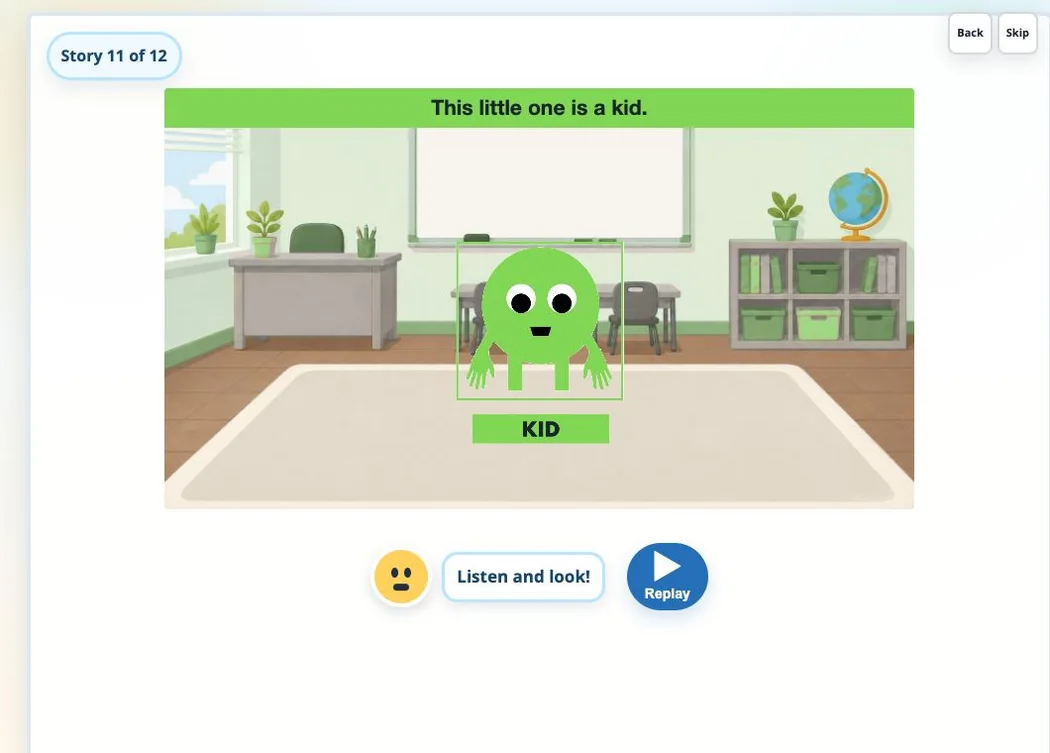 Story 11 of 12
Back
Skip
This little one is a kid.
KID
Listen and look!
Replay